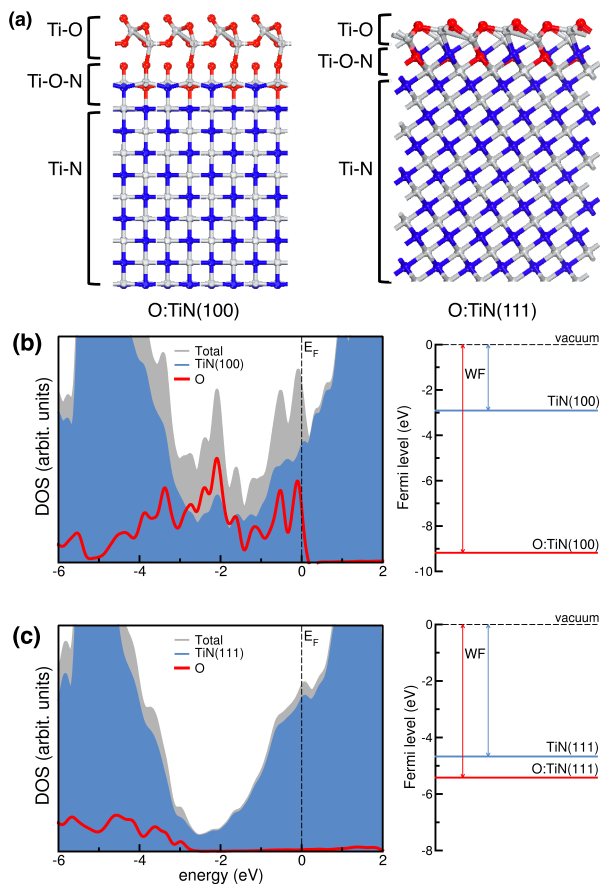 (a)
Ti-O
Ti-O-N
Ti-N
O:TiN(100)
Ti-O
Ti-O-N
Ti-N
O:TiN(111)
(b)
DOS (arbit. units)
Total
TiN(100)
O
E_F
-6 -4 -2 0 2
Fermi level (eV)
0
-2
-4
-6
-8
-10
vacuum
WF
TiN(100)
O:TiN(100)
(c)
DOS (arbit. units)
Total
TiN(111)
O
E_F
-6 -4 -2 0 2
energy (eV)
Fermi level (eV)
0
-2
-4
-6
-8
vacuum
WF
TiN(111)
O:TiN(111)